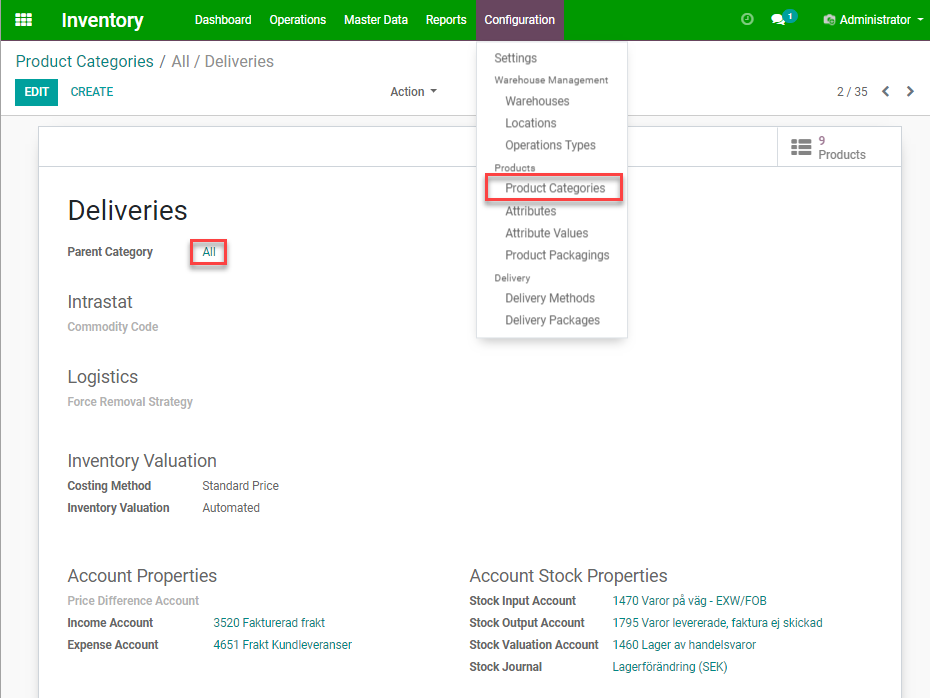 Inventory Dashboard Operations Master Data Reports Configuration 1 Administrator
Product Categories / All / Deliveries
EDIT CREATE Action 2 / 35
Settings
Warehouse Management
Warehouses
Locations
Operations Types
Products
Product Categories
Attributes
Attribute Values
Product Packagings
Delivery
Delivery Methods
Delivery Packages
9
Products
Deliveries
Parent Category All
Intrastat
Commodity Code
Logistics
Force Removal Strategy
Inventory Valuation
Costing Method Standard Price
Inventory Valuation Automated
Account Properties
Price Difference Account
Income Account 3520 Fakturerad frakt
Expense Account 4651 Frakt Kundleveranser
Account Stock Properties
Stock Input Account 1470 Varor på väg - EXW/FOB
Stock Output Account 1795 Varor levererade, faktura ej skickad
Stock Valuation Account 1460 Lager av handelsvaror
Stock Journal Lagerförändring (SEK)